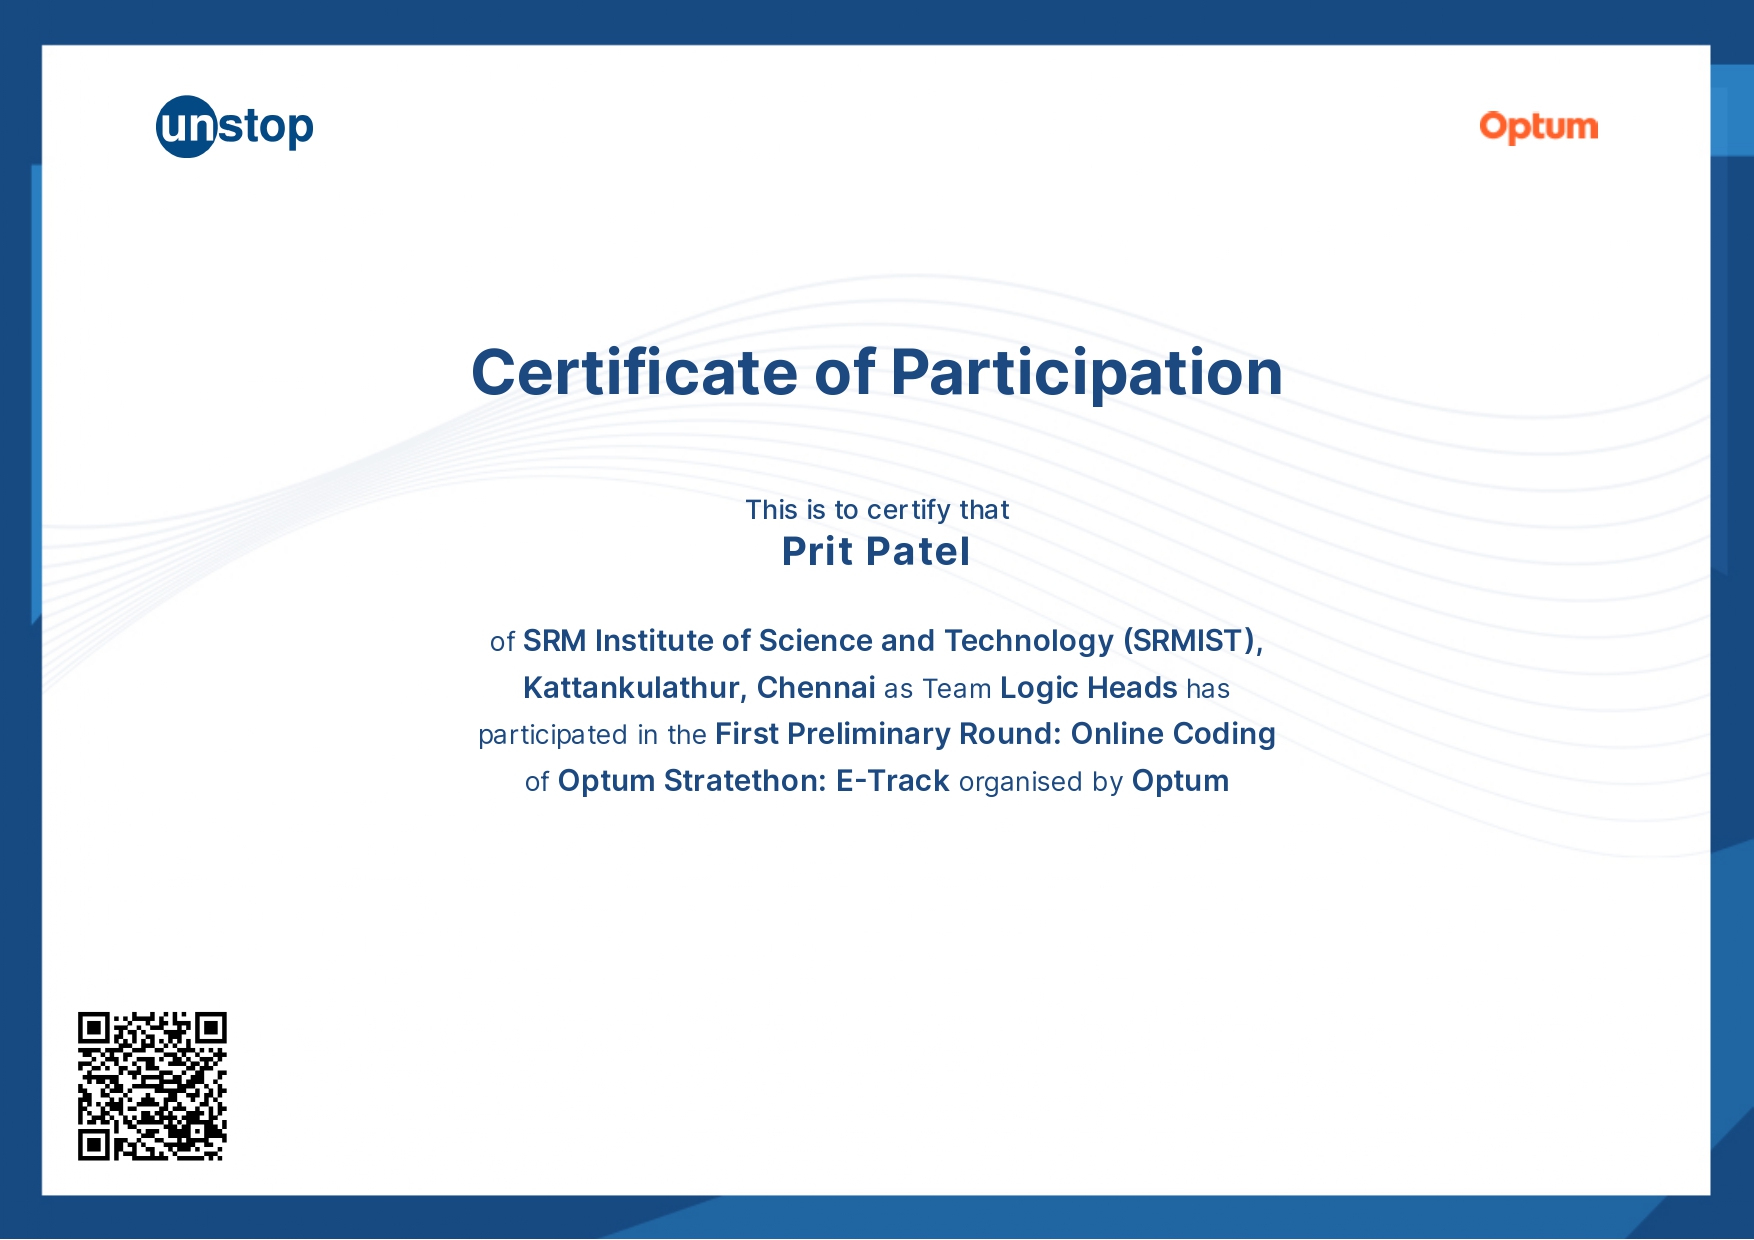 unstop
Optum
Certificate of Participation
This is to certify that
Prit Patel
of SRM Institute of Science and Technology (SRMIST),
Kattankulathur, Chennai as Team Logic Heads has
participated in the First Preliminary Round: Online Coding
of Optum Stratethon: E-Track organised by Optum